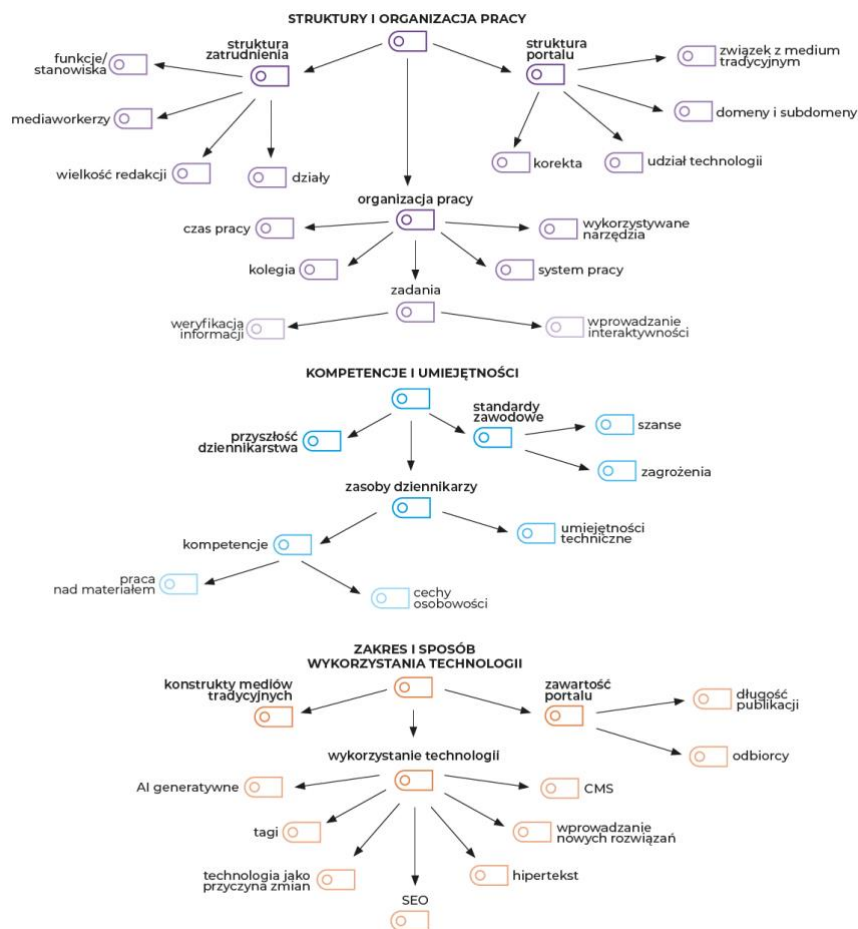 STRUKTURY I ORGANIZACJA PRACY
struktura
zatrudnienia
struktura
portalu
funkcje/
stanowiska
związek z medium
tradycyjnym
mediaworkerzy
domeny i subdomeny
wielkość redakcji
działy
korekta
udział technologii
organizacja pracy
czas pracy
wykorzystywane
narzędzia
kolegia
system pracy
zadania
weryfikacja
informacji
wprowadzanie
interaktywności
KOMPETENCJE I UMIEJĘTNOŚCI
przyszłość
dziennikarstwa
standardy
zawodowe
szanse
zagrożenia
zasoby dziennikarzy
kompetencje
umiejętności
techniczne
praca
nad materiałem
cechy
osobowości
ZAKRES I SPOSÓB
WYKORZYSTANIA TECHNOLOGII
konstrukty mediów
tradycyjnych
zawartość
portalu
długość
publikacji
odbiorcy
wykorzystanie technologii
AI generatywne
CMS
tagi
wprowadzanie
nowych rozwiązań
technologia jako
przyczyna zmian
hipertekst
SEO